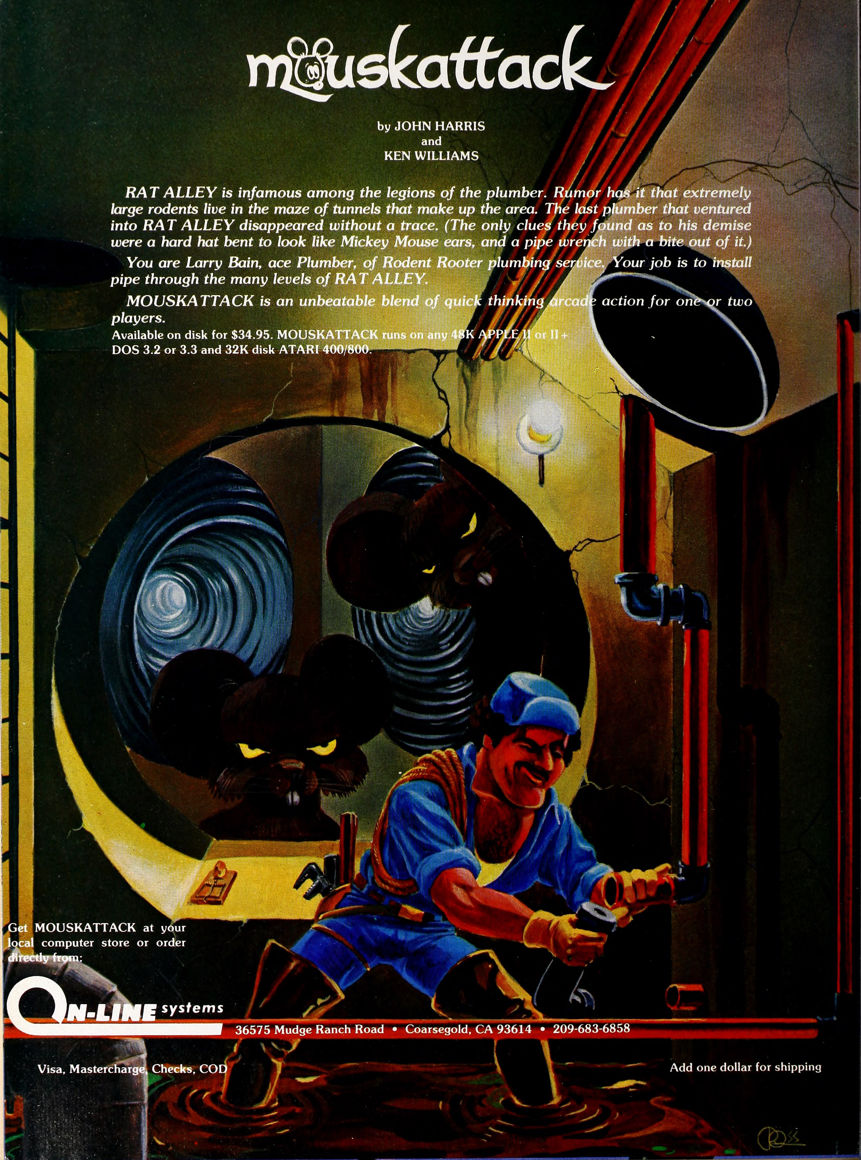 mouskattack
by JOHN HARRIS
and
KEN WILLIAMS
RAT ALLEY is infamous among the legions of the plumber. Rumor has it that extremely
large rodents live in the maze of tunnels that make up the area. The last plumber that ventured
into RAT ALLEY disappeared without a trace. (The only clues they found as to his demise
were a hard hat bent to look like Mickey Mouse ears, and a pipe wrench with a bite out of it.)
You are Larry Bain, ace Plumber, of Rodent Rooter plumbing service. Your job is to install
pipe through the many levels of RAT ALLEY.
MOUSKATTACK is an unbeatable blend of quick thinking arcade action for one or two
players.
Available on disk for $34.95. MOUSKATTACK runs on any 48K APPLE II or II+
DOS 3.2 or 3.3 and 32K disk ATARI 400/800.
Get MOUSKATTACK at your
local computer store or order
directly from:
ON-LINE systems
36575 Mudge Ranch Road • Coarsegold, CA 93614 • 209-683-6858
Visa, Mastercharge, Checks, COD
Add one dollar for shipping